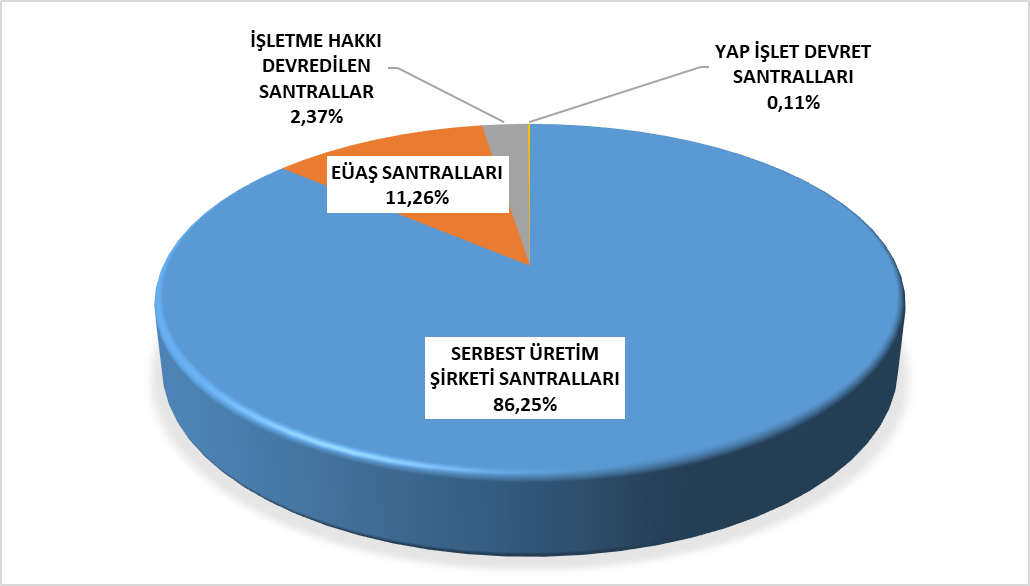 İŞLETME HAKKI
DEVREDİLEN
SANTRALLAR
2,37%
YAP İŞLET DEVRET
SANTRALLARI
0,11%
EÜAŞ SANTRALLARI
11,26%
SERBEST ÜRETİM
ŞİRKETİ SANTRALLARI
86,25%